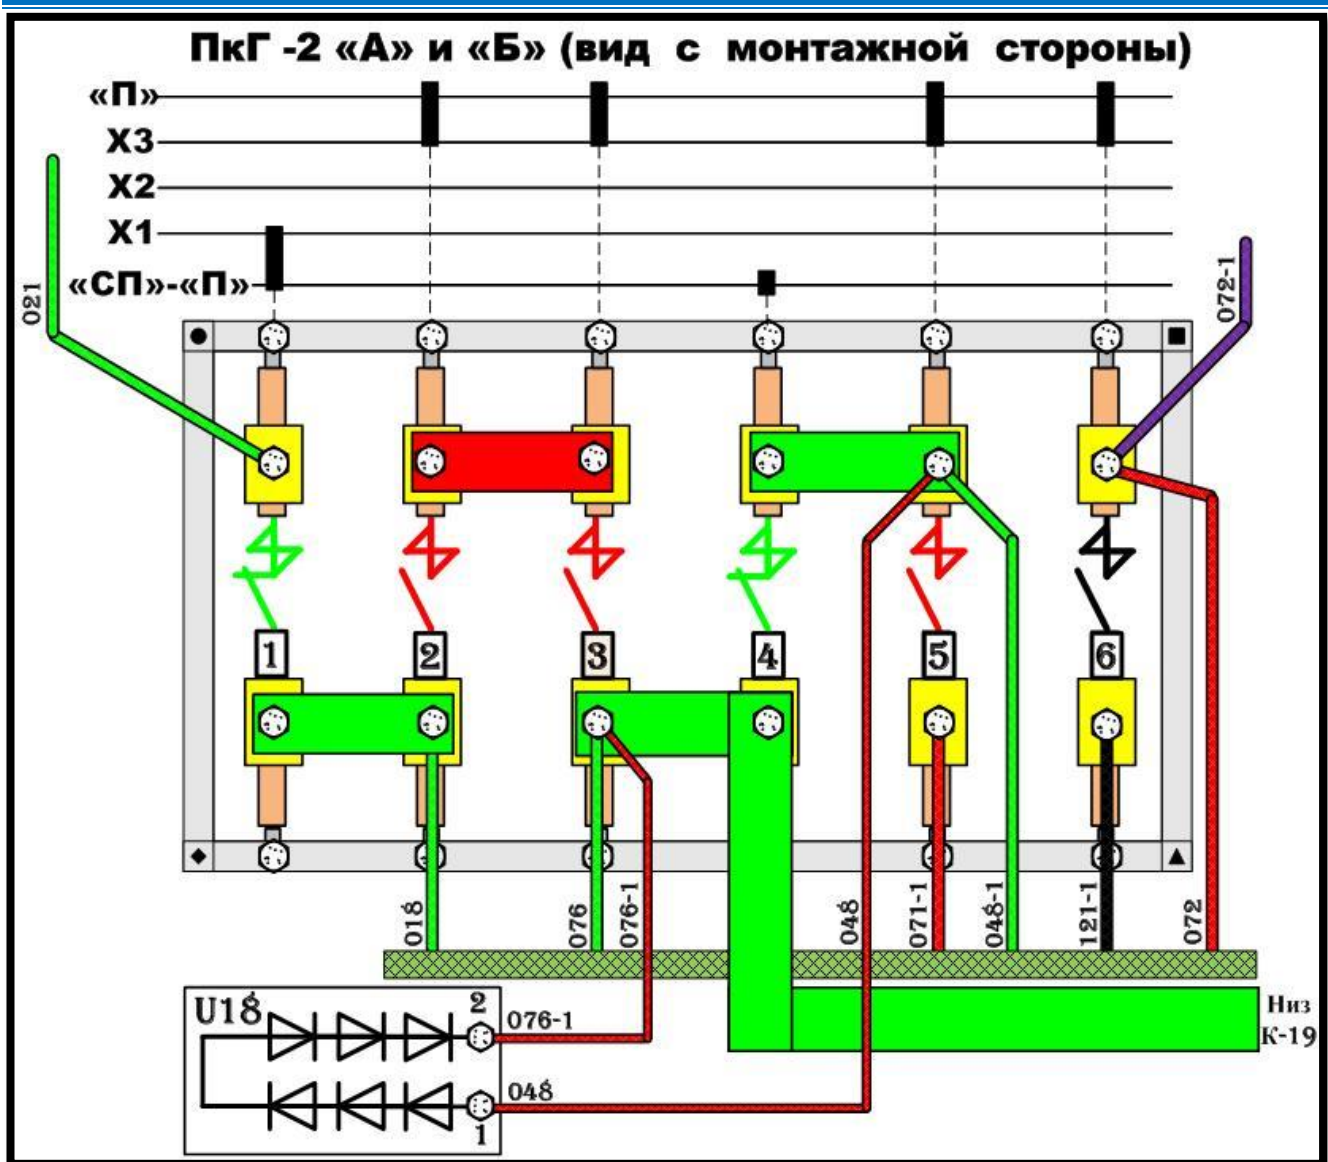 ПкГ -2 «А» и «Б» (вид с монтажной стороны)
«П»
Х3
Х2
Х1
«СП»-«П»
021
072-1
1 2 3 4 5 6
018
076
076-1
048
071-1
048-1
121-1
072
U18
2
076-1
048
1
Низ
К-19